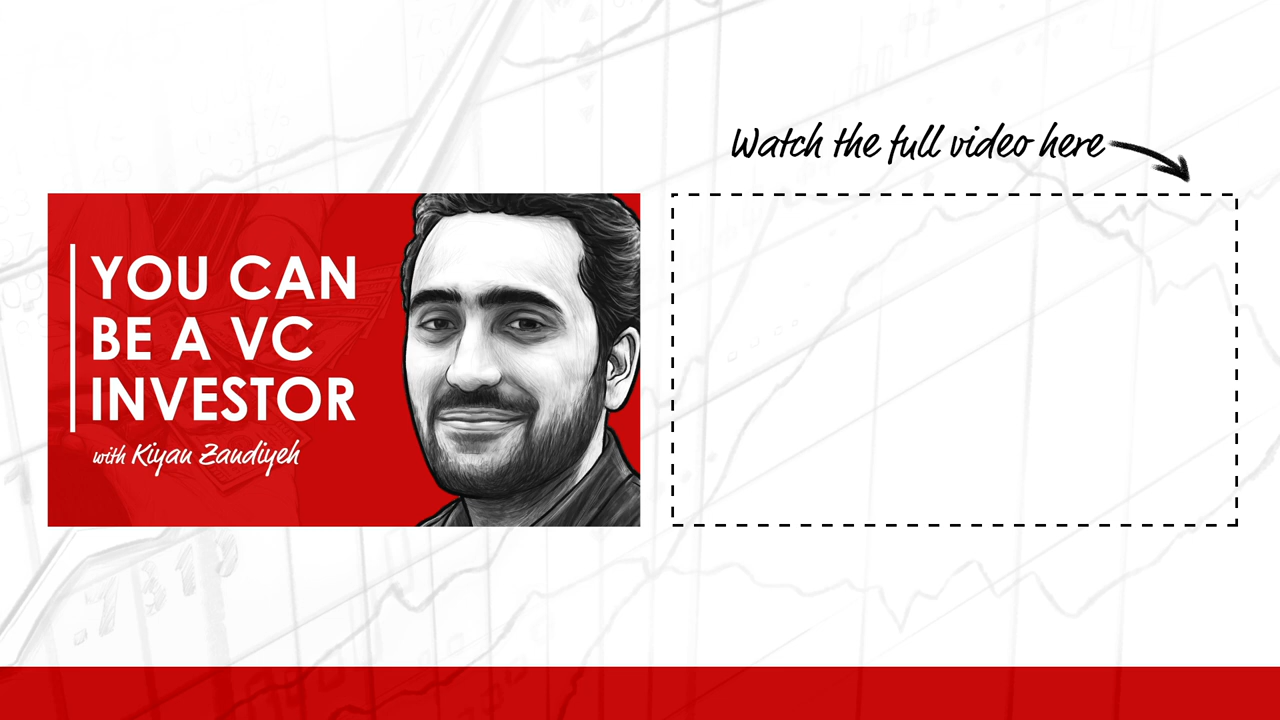 Watch the full video here
YOU CAN
BE A VC
INVESTOR
with Kiyan Zandiyeh